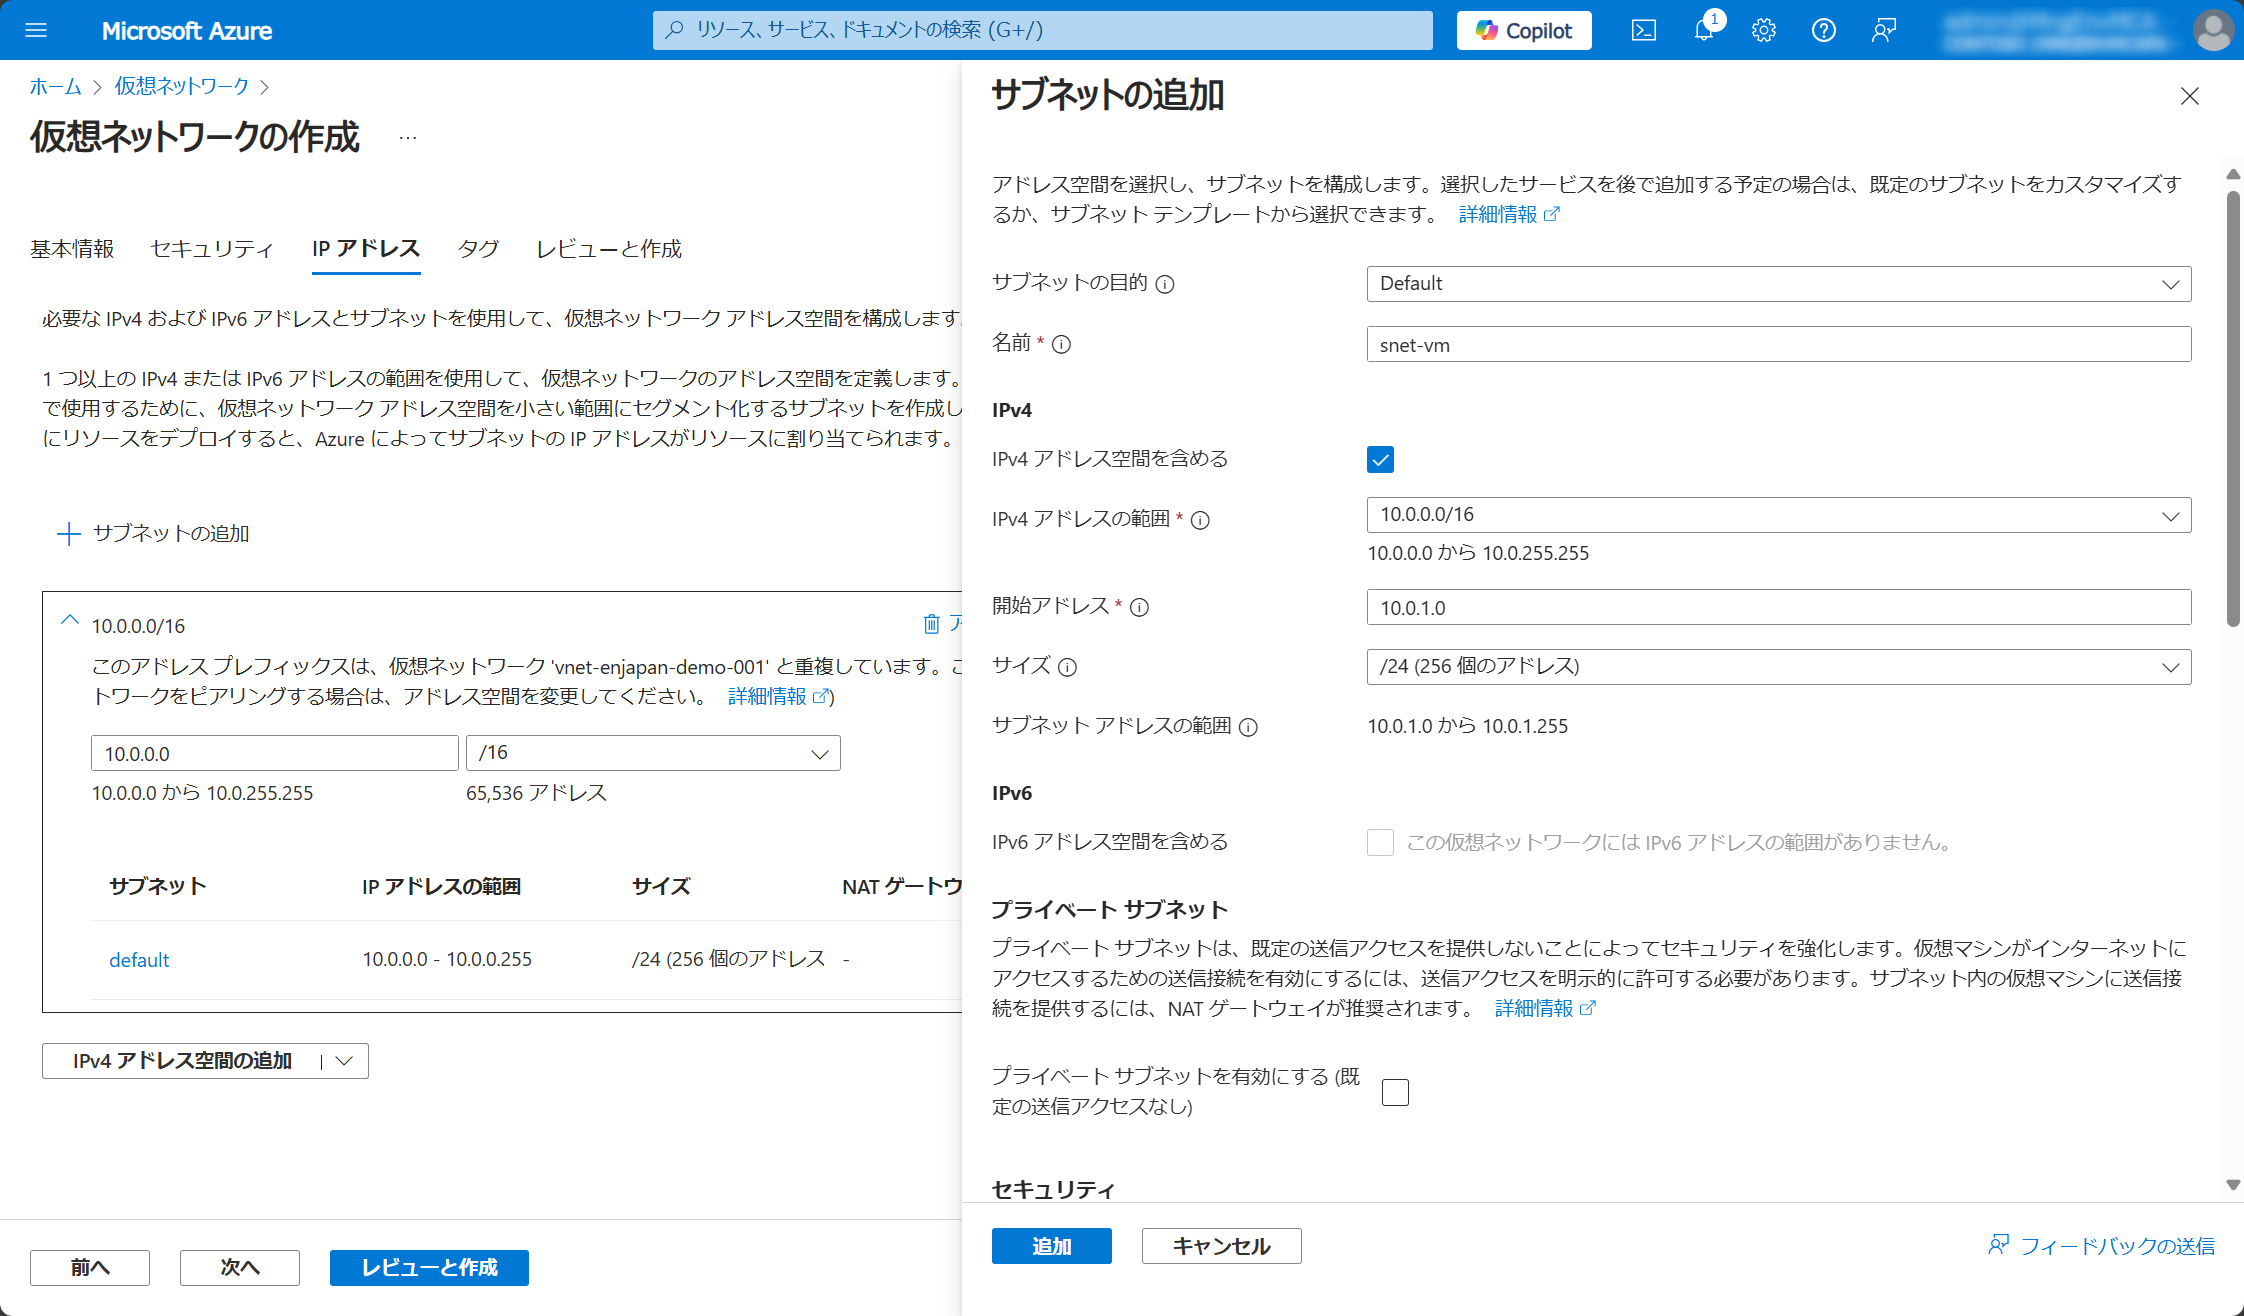 Microsoft Azure
リソース、サービス、ドキュメントの検索 (G+/)
Copilot
1
ホーム > 仮想ネットワーク >
仮想ネットワークの作成 …
基本情報 セキュリティ IP アドレス タグ レビューと作成
必要な IPv4 および IPv6 アドレスとサブネットを使用して、仮想ネットワーク アドレス空間を構成します
1 つ以上の IPv4 または IPv6 アドレスの範囲を使用して、仮想ネットワークのアドレス空間を定義します。
で使用するために、仮想ネットワーク アドレス空間を小さい範囲にセグメント化するサブネットを作成し
にリソースをデプロイすると、Azure によってサブネットの IP アドレスがリソースに割り当てられます。
サブネットの追加
10.0.0.0/16
ア
このアドレス プレフィックスは、仮想ネットワーク 'vnet-enjapan-demo-001' と重複しています。こ
トワークをピアリングする場合は、アドレス空間を変更してください。 詳細情報)
10.0.0.0 /16
10.0.0.0 から 10.0.255.255 65,536 アドレス
サブネット IP アドレスの範囲 サイズ NAT ゲートウ
default 10.0.0.0 - 10.0.0.255 /24 (256 個のアドレス -
IPv4 アドレス空間の追加 |
前へ 次へ レビューと作成
サブネットの追加
アドレス空間を選択し、サブネットを構成します。選択したサービスを後で追加する予定の場合は、既定のサブネットをカスタマイズす
るか、サブネット テンプレートから選択できます。 詳細情報
サブネットの目的 Default
名前 * snet-vm
IPv4
IPv4 アドレス空間を含める
IPv4 アドレスの範囲 * 10.0.0.0/16
10.0.0.0 から 10.0.255.255
開始アドレス * 10.0.1.0
サイズ /24 (256 個のアドレス)
サブネット アドレスの範囲 10.0.1.0 から 10.0.1.255
IPv6
IPv6 アドレス空間を含める この仮想ネットワークには IPv6 アドレスの範囲がありません。
プライベート サブネット
プライベート サブネットは、既定の送信アクセスを提供しないことによってセキュリティを強化します。仮想マシンがインターネットに
アクセスするための送信接続を有効にするには、送信アクセスを明示的に許可する必要があります。サブネット内の仮想マシンに送信接
続を提供するには、NAT ゲートウェイが推奨されます。 詳細情報
プライベート サブネットを有効にする (既
定の送信アクセスなし)
セキュリティ
追加 キャンセル フィードバックの送信